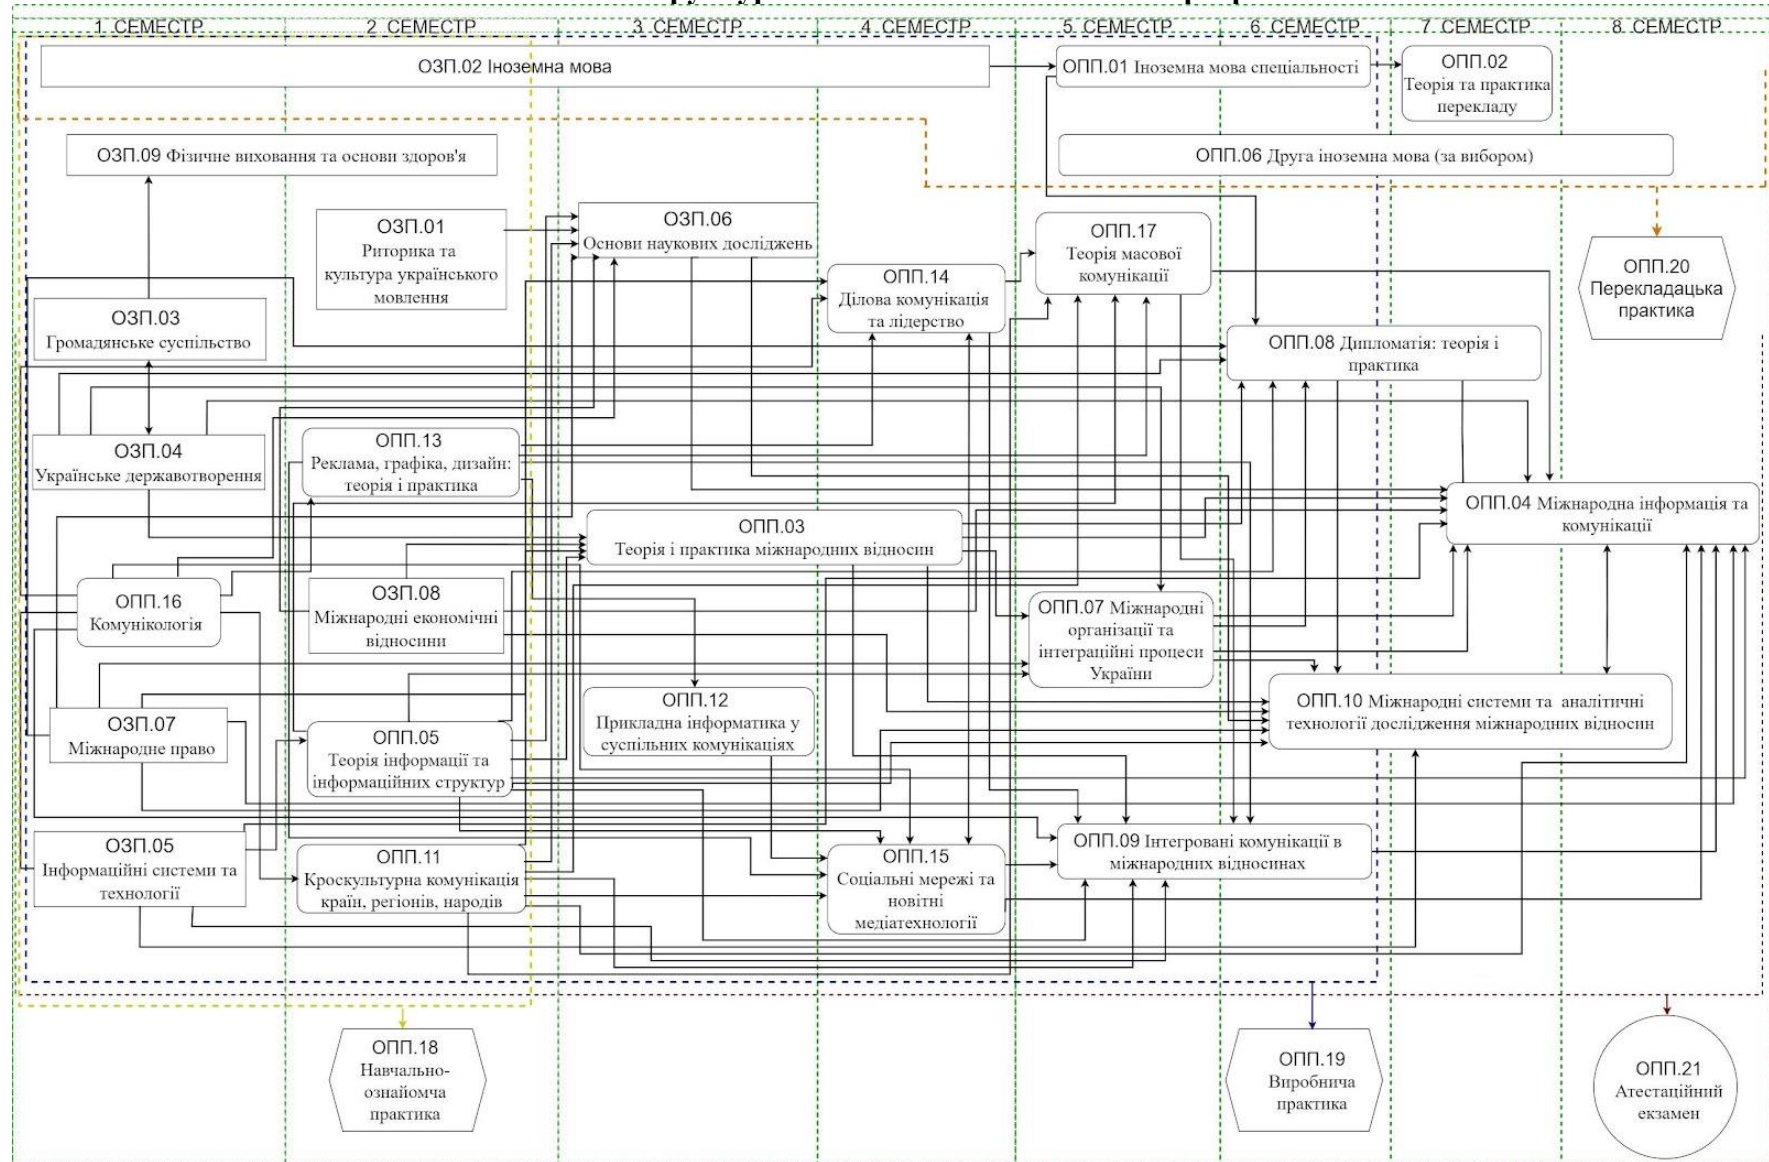 1 СЕМЕСТР
2 СЕМЕСТР
3 СЕМЕСТР
4 СЕМЕСТР
5 СЕМЕСТР
6 СЕМЕСТР
7 СЕМЕСТР
8 СЕМЕСТР
ОЗП.02 Іноземна мова
ОПП.01 Іноземна мова спеціальності
ОПП.02
Теорія та практика
перекладу
ОЗП.09 Фізичне виховання та основи здоров'я
ОПП.06 Друга іноземна мова (за вибором)
ОЗП.01
Риторика та
культура українського
мовлення
ОЗП.06
Основи наукових досліджень
ОПП.17
Теорія масової
комунікації
ОПП.14
Ділова комунікація
та лідерство
ОПП.20
Перекладацька
практика
ОЗП.03
Громадянське суспільство
ОПП.08 Дипломатія: теорія і
практика
ОЗП.04
Українське державотворення
ОПП.13
Реклама, графіка, дизайн:
теорія і практика
ОПП.03
Теорія і практика міжнародних відносин
ОПП.04 Міжнародна інформація та
комунікації
ОПП.16
Комунікологія
ОЗП.08
Міжнародні економічні
відносини
ОПП.07 Міжнародні
організації та
інтеграційні процеси
України
ОПП.12
Прикладна інформатика у
суспільних комунікаціях
ОПП.10 Міжнародні системи та аналітичні
технології дослідження міжнародних відносин
ОЗП.07
Міжнародне право
ОПП.05
Теорія інформації та
інформаційних структур
ОЗП.05
Інформаційні системи та
технології
ОПП.11
Кроскультурна комунікація
країн, регіонів, народів
ОПП.15
Соціальні мережі та
новітні
медіатехнології
ОПП.09 Інтегровані комунікації в
міжнародних відносинах
ОПП.18
Навчально-
ознайомча
практика
ОПП.19
Виробнича
практика
ОПП.21
Атестаційний
екзамен